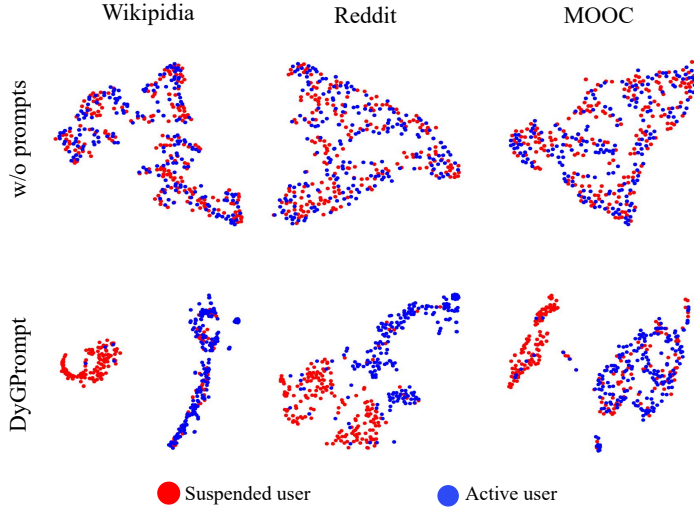 Wikipidia Reddit MOOC
w/o prompts
DyGPrompt
Suspended user Active user